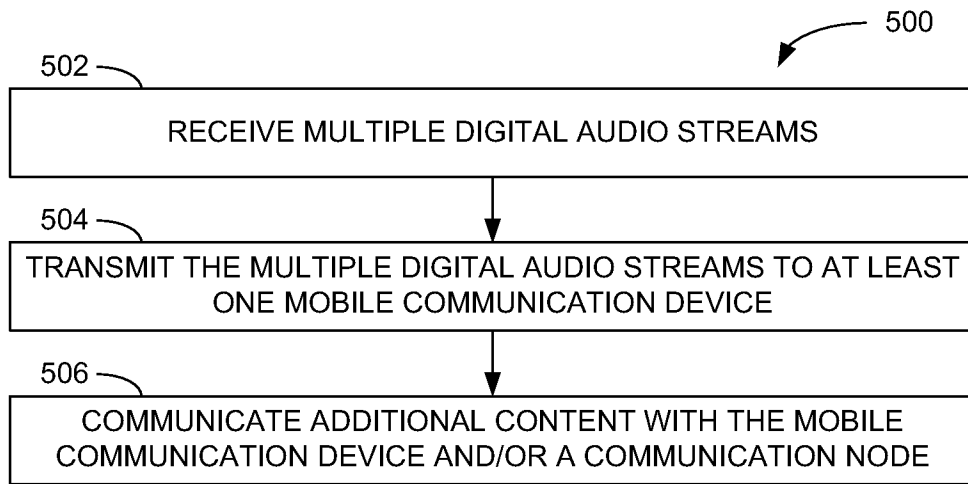 500
502
RECEIVE MULTIPLE DIGITAL AUDIO STREAMS
504
TRANSMIT THE MULTIPLE DIGITAL AUDIO STREAMS TO AT LEAST
ONE MOBILE COMMUNICATION DEVICE
506
COMMUNICATE ADDITIONAL CONTENT WITH THE MOBILE
COMMUNICATION DEVICE AND/OR A COMMUNICATION NODE